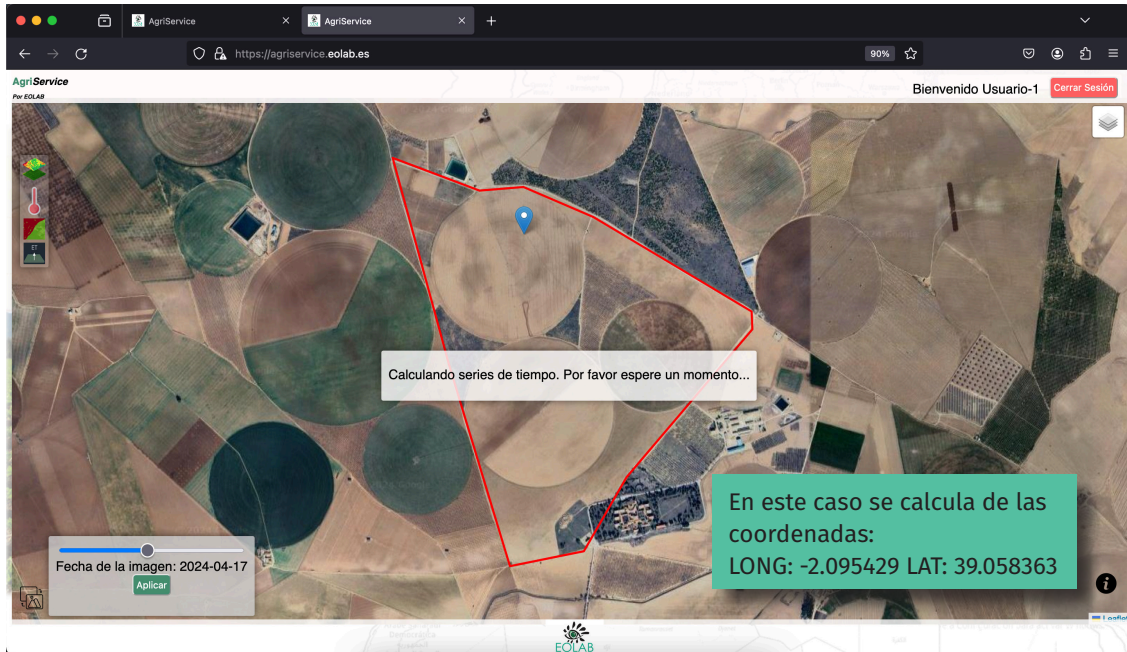 AgriService
AgriService
https://agriservice.eolab.es
90%
AgriService
Por EOLAB
Bienvenido Usuario-1
Cerrar Sesión
ET
Calculando series de tiempo. Por favor espere un momento...
En este caso se calcula de las
coordenadas:
LONG: -2.095429 LAT: 39.058363
Fecha de la imagen: 2024-04-17
Aplicar
i
Leaflet
EOLAB